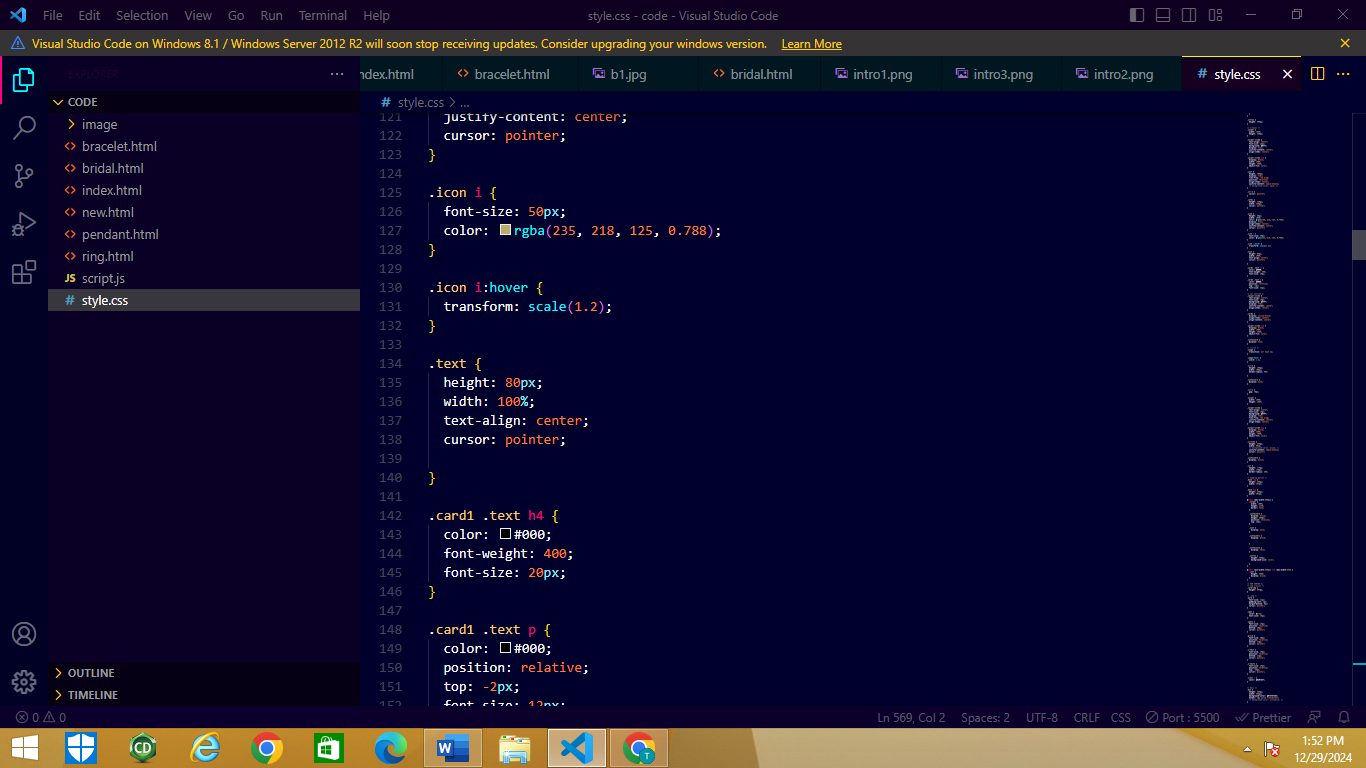 File Edit Selection View Go Run Terminal Help style.css - code - Visual Studio Code
Visual Studio Code on Windows 8.1 / Windows Server 2012 R2 will soon stop receiving updates. Consider upgrading your windows version. Learn More
EXPLORER
ndex.html bracelet.html b1.jpg bridal.html intro1.png intro3.png intro2.png # style.css
CODE
image
bracelet.html
bridal.html
index.html
new.html
pendant.html
ring.html
JS script.js
# style.css
OUTLINE
TIMELINE
# style.css > ...
121 justify-content: center;
122 cursor: pointer;
123 }
124
125 .icon i {
126 font-size: 50px;
127 color: rgba(235, 218, 125, 0.788);
128 }
129
130 .icon i:hover {
131 transform: scale(1.2);
132 }
133
134 .text {
135 height: 80px;
136 width: 100%;
137 text-align: center;
138 cursor: pointer;
139
140 }
141
142 .card1 .text h4 {
143 color: #000;
144 font-weight: 400;
145 font-size: 20px;
146 }
147
148 .card1 .text p {
149 color: #000;
150 position: relative;
151 top: -2px;
152 font-size: 12px;
0 0 Ln 569, Col 2 Spaces: 2 UTF-8 CRLF CSS Port : 5500 Prettier
CD W T
1:52 PM
12/29/2024